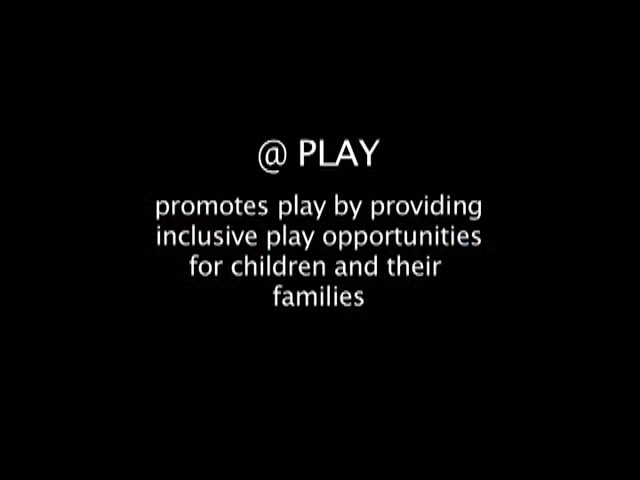 @ PLAY
promotes play by providing
inclusive play opportunities
for children and their
families